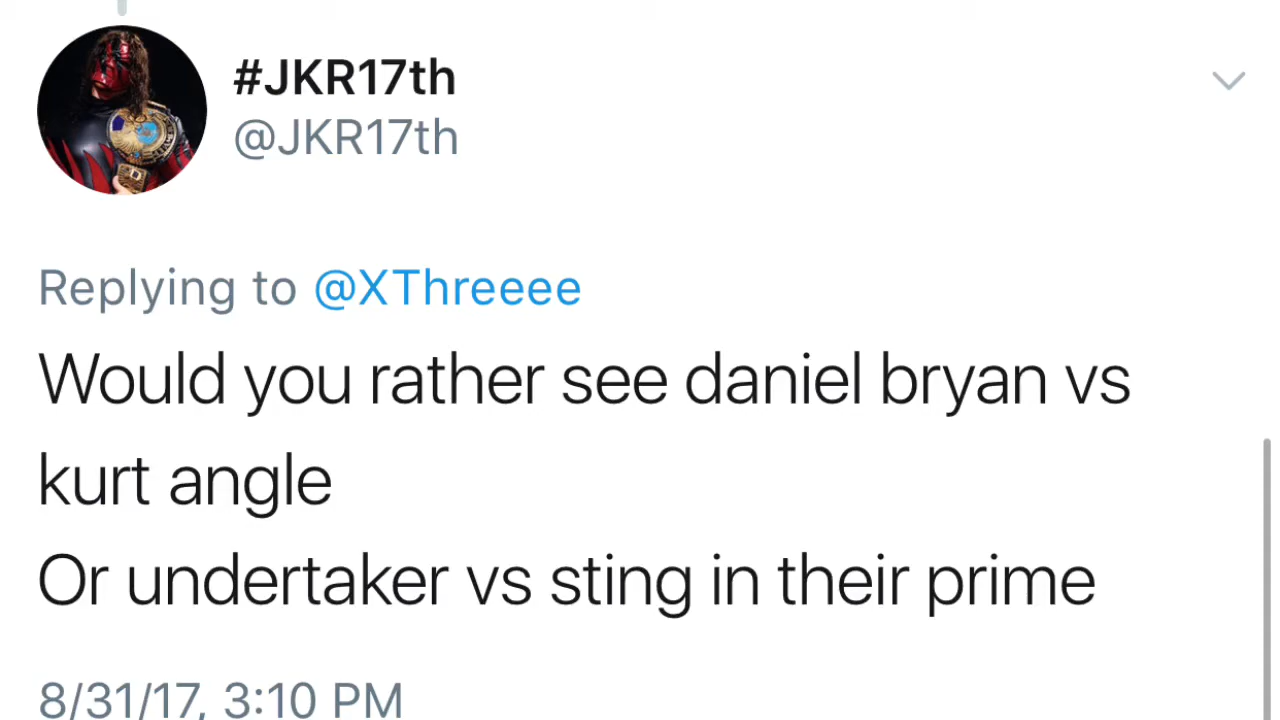 #JKR17th
@JKR17th
Replying to @XThreeee
Would you rather see daniel bryan vs
kurt angle
Or undertaker vs sting in their prime
8/31/17, 3:10 PM